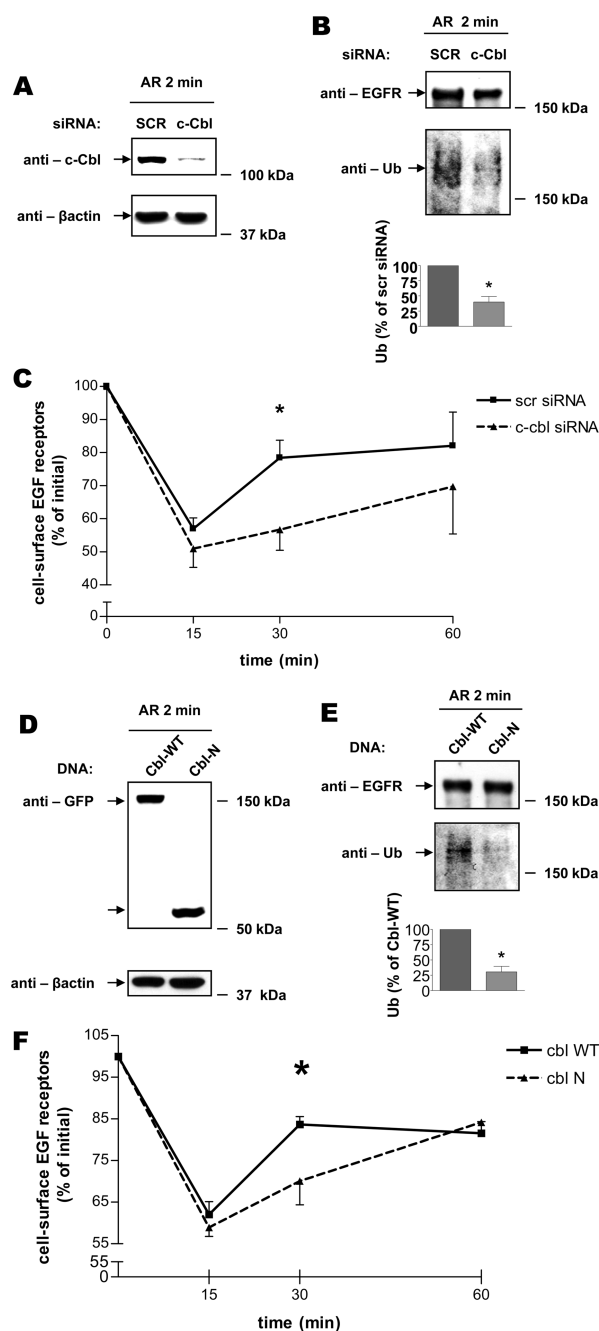 A
AR 2 min
siRNA: SCR c-Cbl
anti – c-Cbl
100 kDa
anti – βactin
37 kDa
B
AR 2 min
siRNA: SCR c-Cbl
anti – EGFR
150 kDa
anti – Ub
150 kDa
Ub (% of scr siRNA)
100
75
50
25
0
*
C
cell-surface EGF receptors
(% of initial)
100
90
80
70
60
50
40
0
*
scr siRNA
c-cbl siRNA
0 15 30 60
time (min)
D
AR 2 min
DNA: Cbl-WT Cbl-N
anti – GFP
150 kDa
50 kDa
anti – βactin
37 kDa
E
AR 2 min
DNA: Cbl-WT Cbl-N
anti – EGFR
150 kDa
anti – Ub
150 kDa
Ub (% of Cbl-WT)
100
75
50
25
0
*
F
cell-surface EGF receptors
(% of initial)
105
95
85
75
65
55
55
0
*
cbl WT
cbl N
15 30 60
time (min)